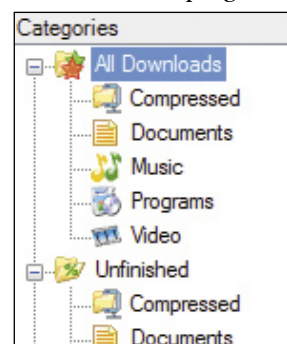 Categories
All Downloads
Compressed
Documents
Music
Programs
Video
Unfinished
Compressed
Documents